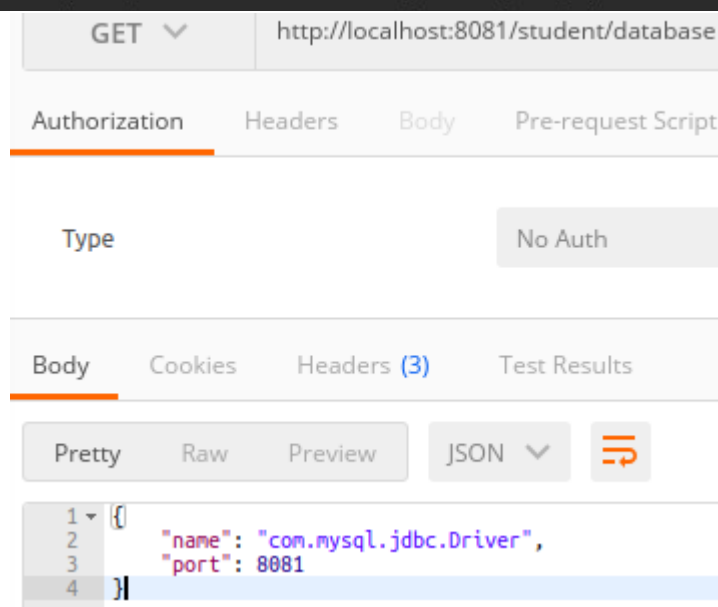 GET http://localhost:8081/student/database
Authorization Headers Body Pre-request Script
Type No Auth
Body Cookies Headers (3) Test Results
Pretty Raw Preview JSON
1 {
2 "name": "com.mysql.jdbc.Driver",
3 "port": 8081
4 }